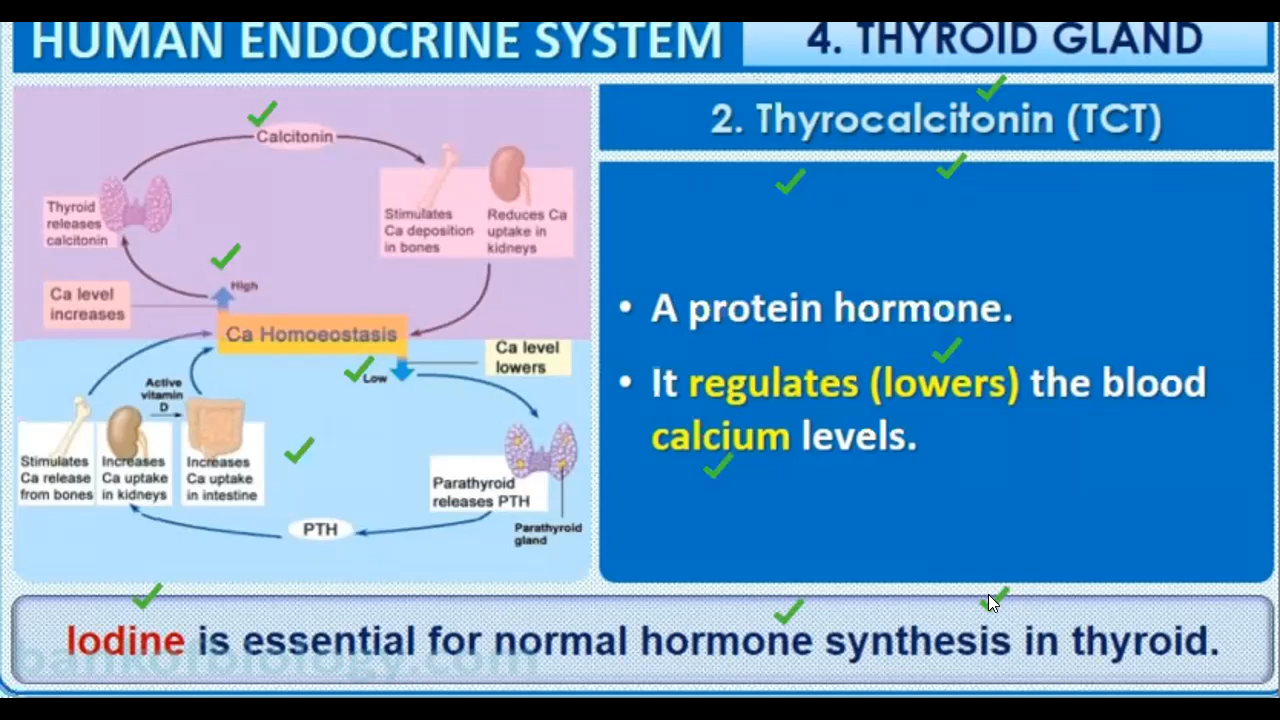 HUMAN ENDOCRINE SYSTEM
4. THYROID GLAND
Calcitonin
Thyroid
releases
calcitonin
Stimulates
Ca deposition
in bones
Reduces Ca
uptake in
kidneys
High
Ca level
increases
Ca Homoeostasis
Ca level
lowers
Low
Active
vitamin
D
Stimulates
Ca release
from bones
Increases
Ca uptake
in kidneys
Increases
Ca uptake
in intestine
Parathyroid
releases PTH
Parathyroid
gland
PTH
2. Thyrocalcitonin (TCT)
• A protein hormone.
• It regulates (lowers) the blood
calcium levels.
Iodine is essential for normal hormone synthesis in thyroid.
bankofbiology.com